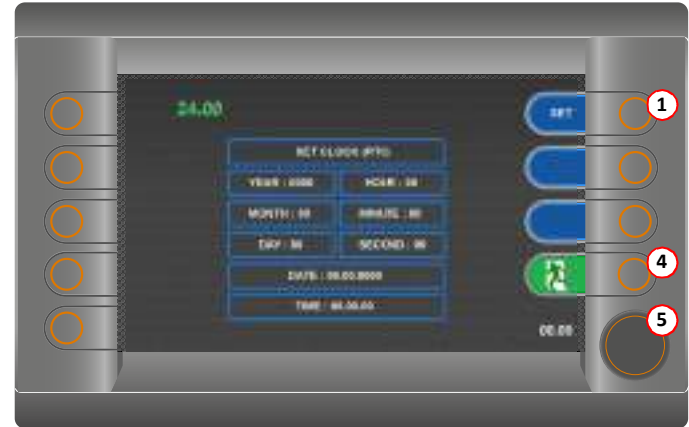 24.00
SET
1
SET CLOCK (RTC)
YEAR : 0000
HOUR : 00
MONTH : 00
MINUTE : 00
DAY : 00
SECOND : 00
DATE : 00.00.0000
4
TIME : 00.00.00
5
00.00